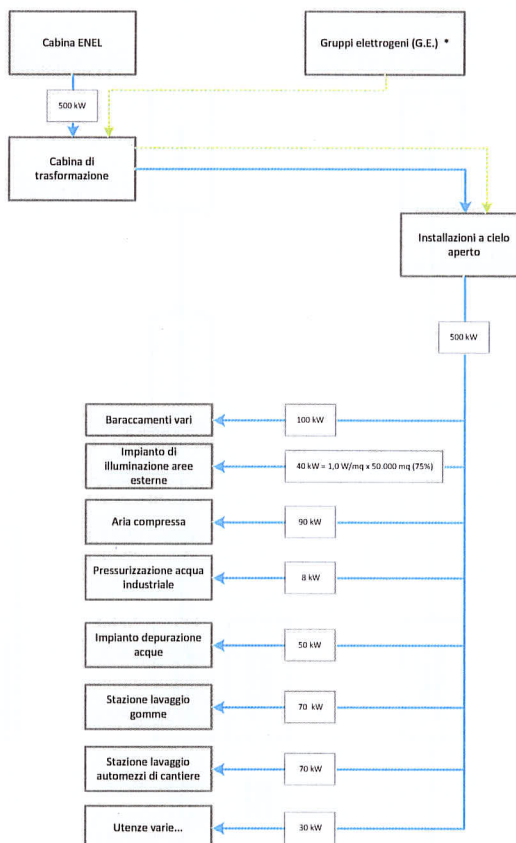 Cabina ENEL
Gruppi elettrogeni (G.E.) *
500 kW
Cabina di
trasformazione
Installazioni a cielo
aperto
500 kW
Baraccamenti vari
100 kW
Impianto di
illuminazione aree
esterne
40 kW = 1,0 W/mq x 50.000 mq (75%)
Aria compressa
90 kW
Pressurizzazione acqua
industriale
8 kW
Impianto depurazione
acque
50 kW
Stazione lavaggio
gomme
70 kW
Stazione lavaggio
automezzi di cantiere
70 kW
Utenze varie...
30 kW